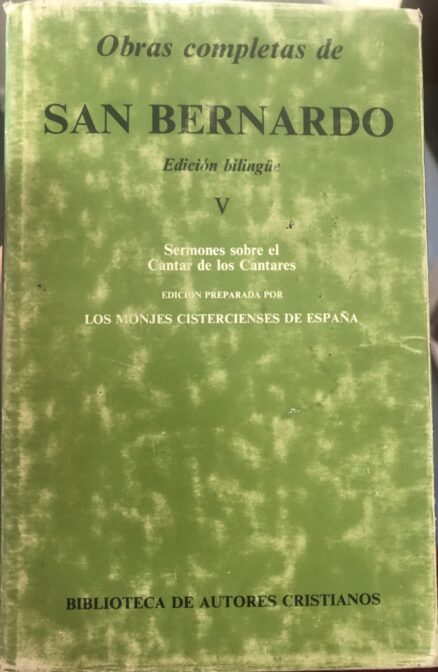 Obras completas de
SAN BERNARDO
Edición bilingüe
V
Sermones sobre el
Cantar de los Cantares
EDICION PREPARADA POR
LOS MONJES CISTERCIENSES DE ESPAÑA
BIBLIOTECA DE AUTORES CRISTIANOS